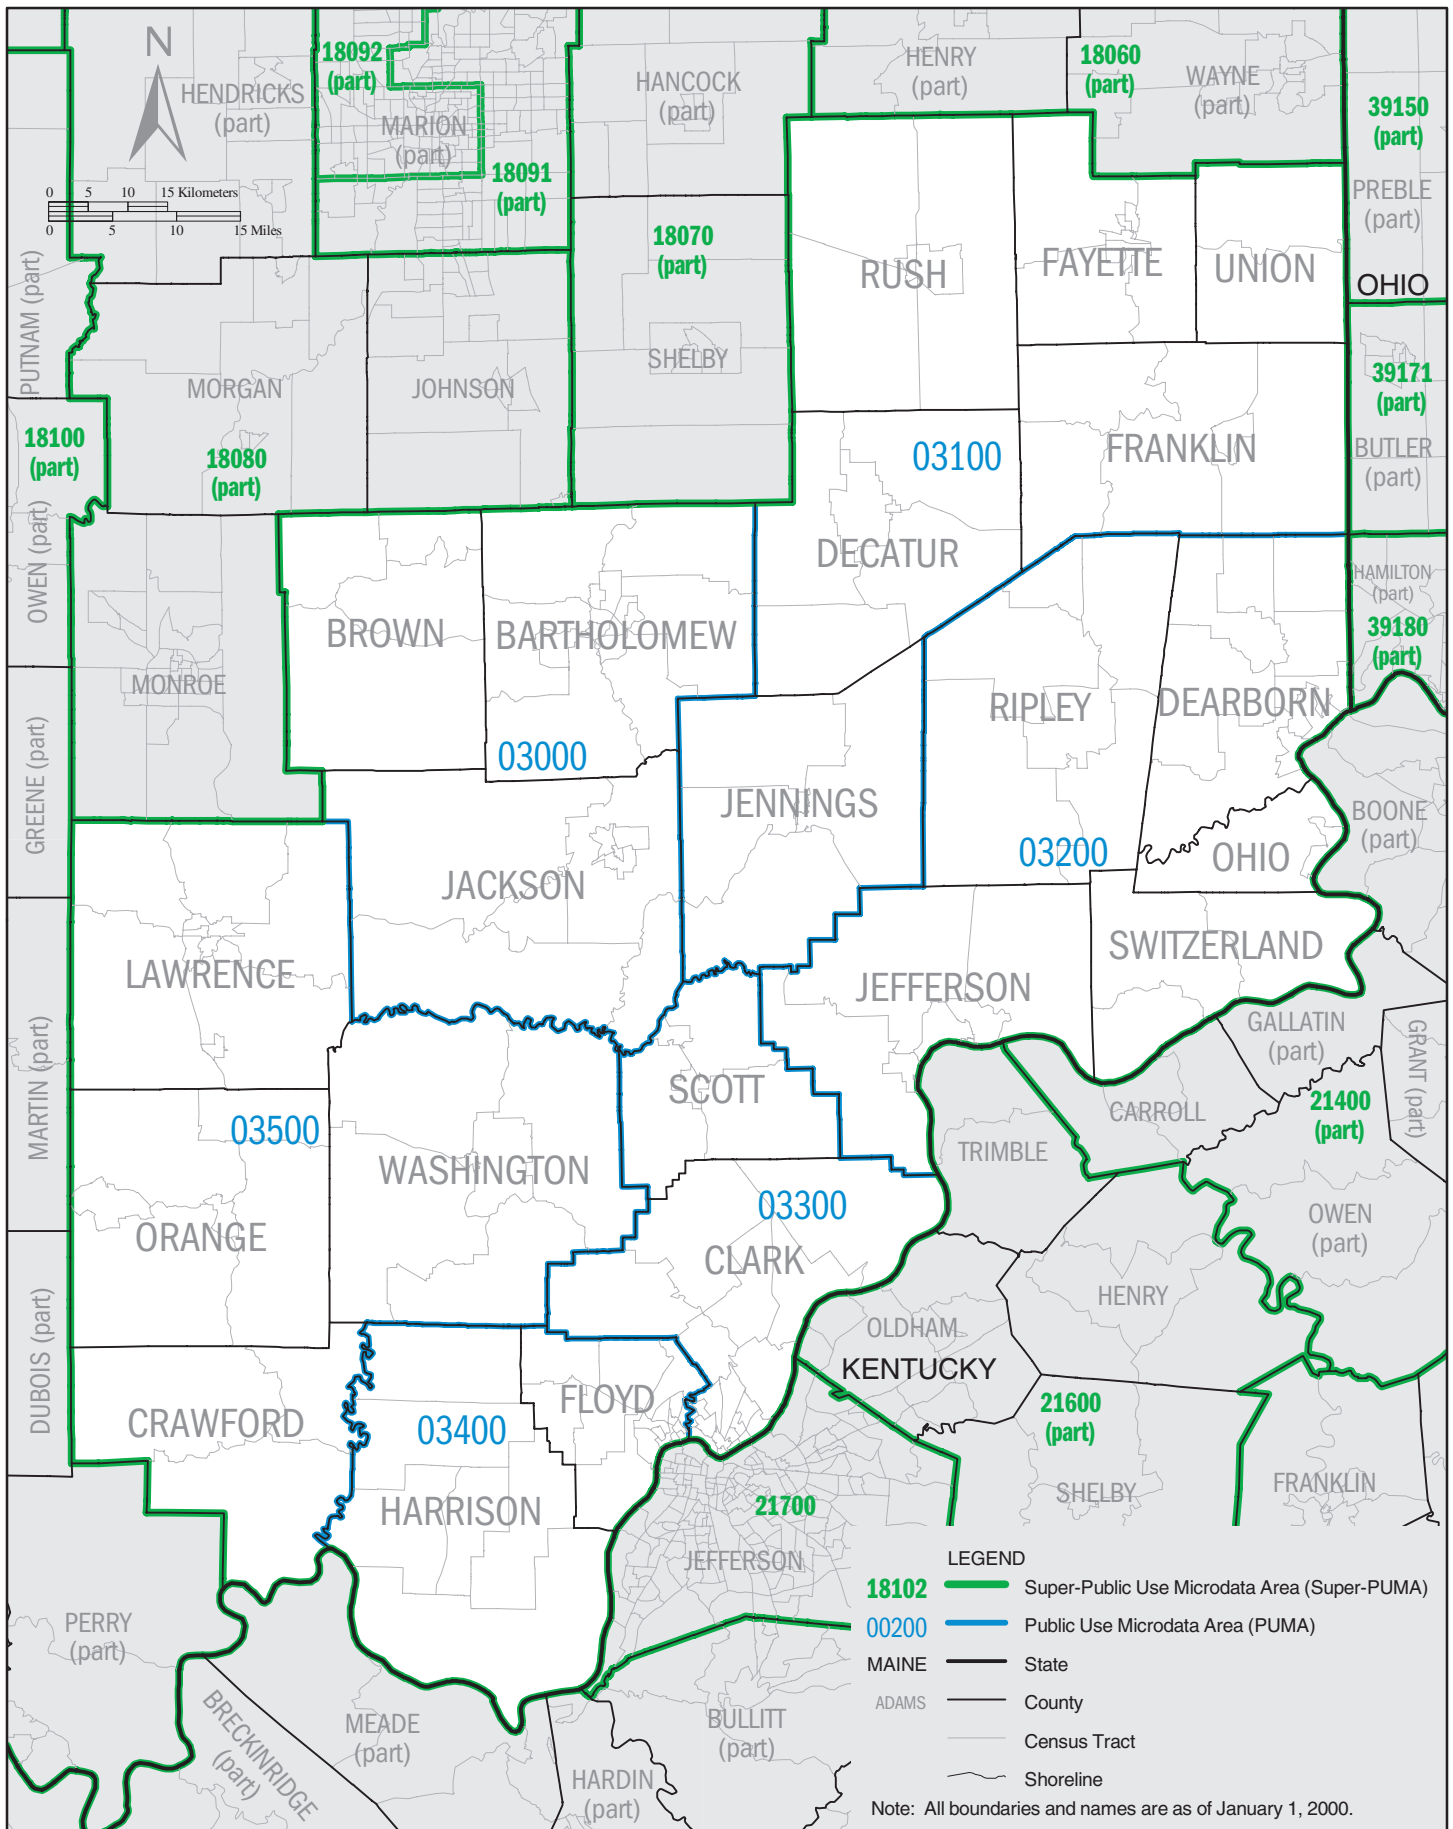 N
HENDRICKS
(part)
18092
(part)
MARION
(part)
18091
(part)
HANCOCK
(part)
HENRY
(part)
18060
(part)
WAYNE
(part)
39150
(part)
PREBLE
(part)
OHIO
0 5 10 15 Kilometers
0 5 10 15 Miles
PUTNAM (part)
18070
(part)
RUSH
FAYETTE
UNION
MORGAN
JOHNSON
SHELBY
39171
(part)
BUTLER
(part)
18100
(part)
18080
(part)
03100
FRANKLIN
OWEN (part)
DECATUR
HAMILTON
(part)
39180
(part)
BROWN
BARTHOLOMEW
MONROE
RIPLEY
DEARBORN
GREENE (part)
03000
JENNINGS
BOONE
(part)
03200
OHIO
JACKSON
LAWRENCE
SWITZERLAND
JEFFERSON
MARTIN (part)
GALLATIN
(part)
GRANT (part)
SCOTT
CARROLL
21400
(part)
03500
TRIMBLE
WASHINGTON
03300
OWEN
(part)
ORANGE
CLARK
DUBOIS (part)
HENRY
OLDHAM
KENTUCKY
CRAWFORD
03400
FLOYD
21600
(part)
HARRISON
SHELBY
FRANKLIN
21700
JEFFERSON
PERRY
(part)
BRECKINRIDGE
(part)
MEADE
(part)
HARDIN
(part)
BULLITT
(part)
LEGEND
18102 Super-Public Use Microdata Area (Super-PUMA)
00200 Public Use Microdata Area (PUMA)
MAINE State
ADAMS County
Census Tract
Shoreline
Note: All boundaries and names are as of January 1, 2000.